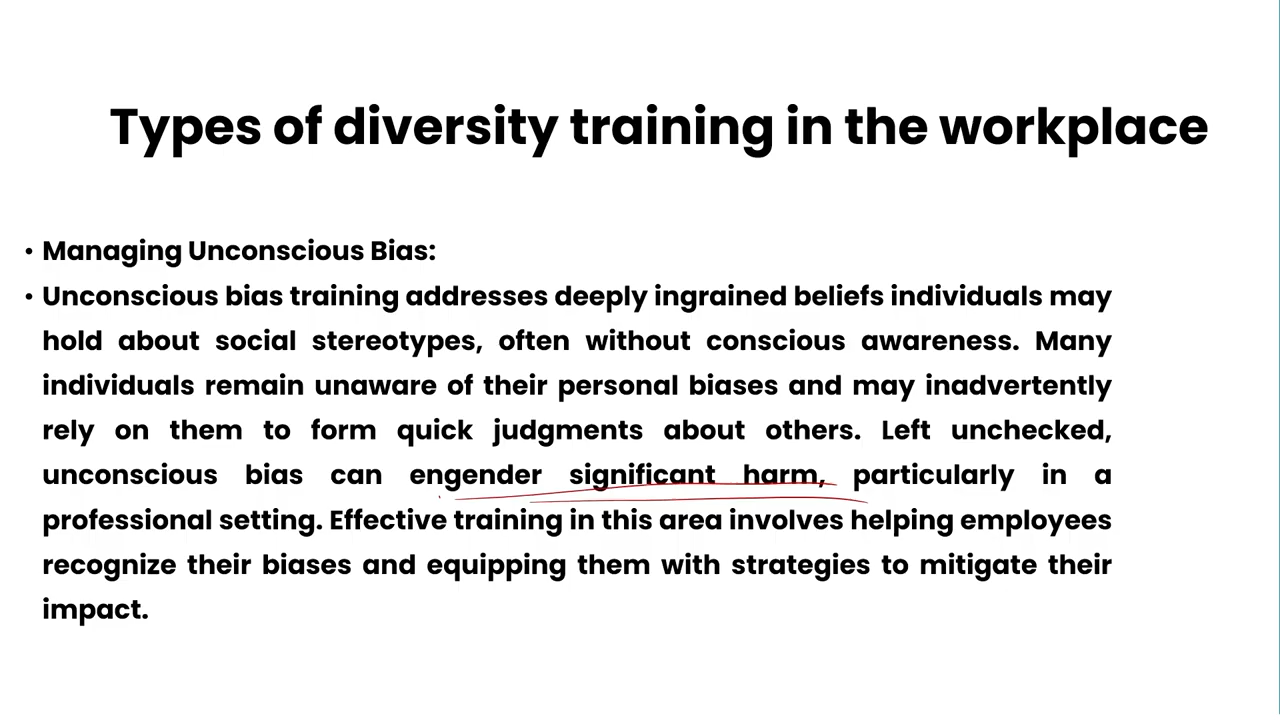 Types of diversity training in the workplace
• Managing Unconscious Bias:
• Unconscious bias training addresses deeply ingrained beliefs individuals may
hold about social stereotypes, often without conscious awareness. Many
individuals remain unaware of their personal biases and may inadvertently
rely on them to form quick judgments about others. Left unchecked,
unconscious bias can engender significant harm, particularly in a
professional setting. Effective training in this area involves helping employees
recognize their biases and equipping them with strategies to mitigate their
impact.